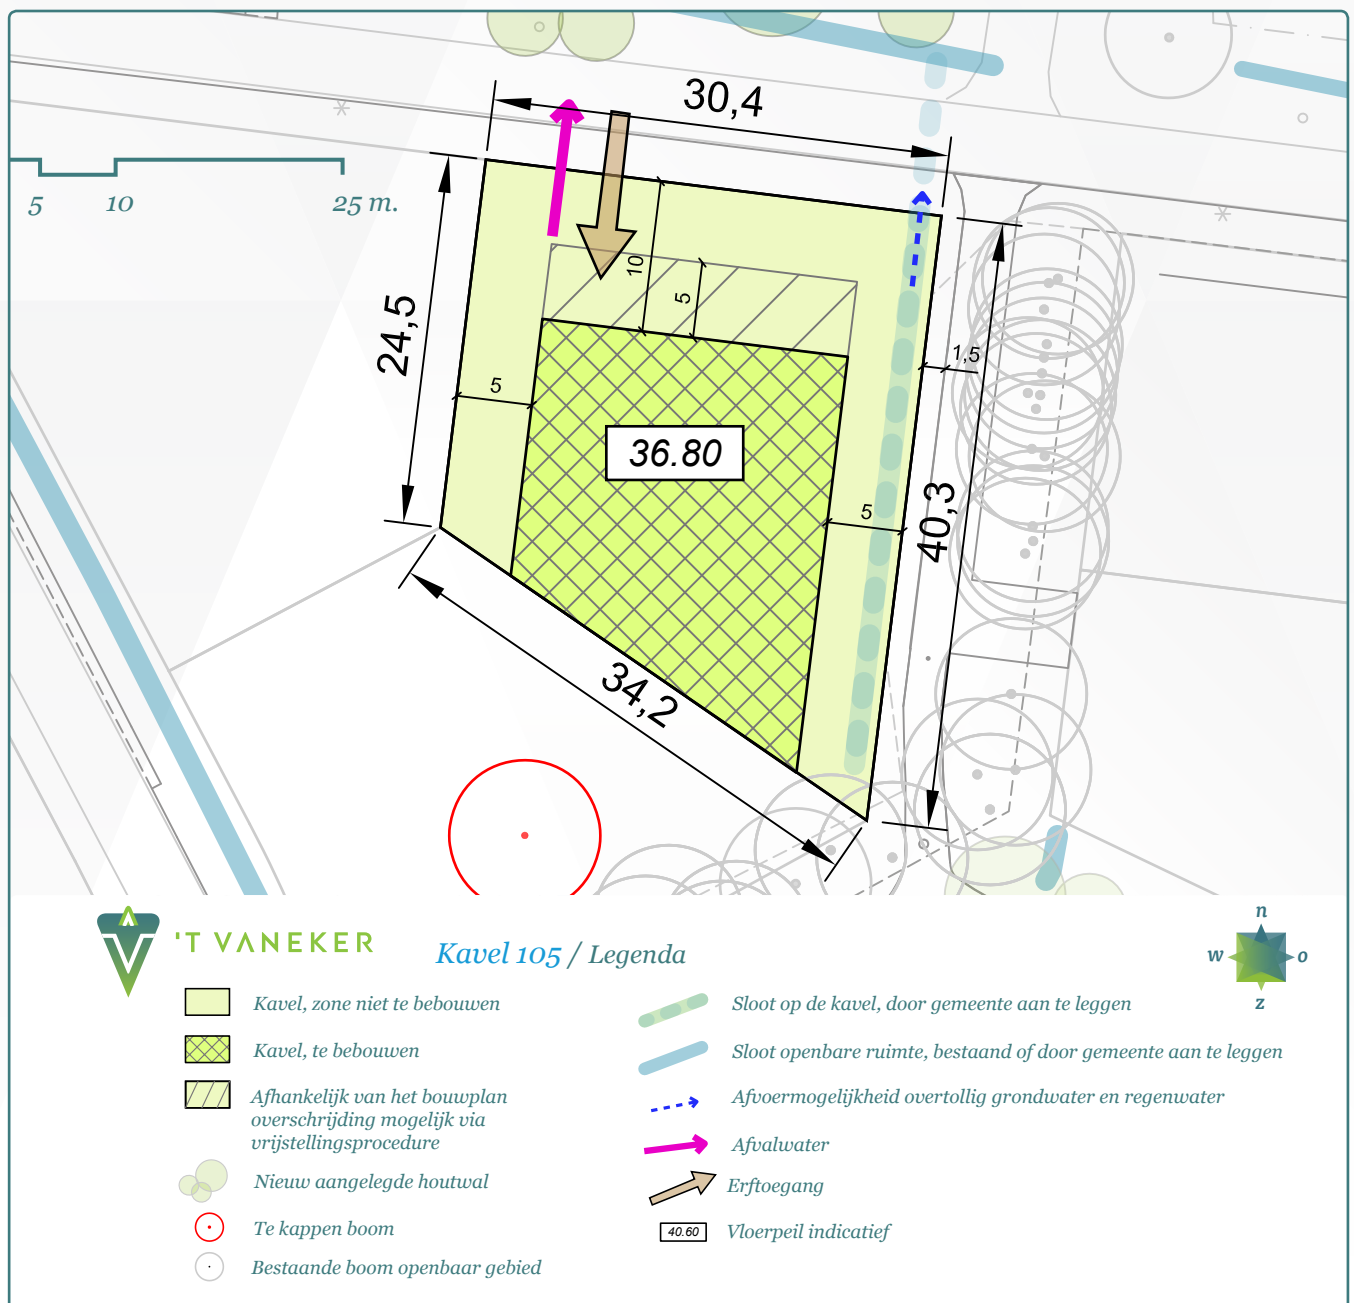 30,4
5 10 25 m.
24,5
10
5
1,5
5
36.80
5
40,3
34,2
'T VANEKER
Kavel 105 / Legenda
n
w o
z
Kavel, zone niet te bebouwen
Kavel, te bebouwen
Afhankelijk van het bouwplan
overschrijding mogelijk via
vrijstellingsprocedure
Nieuw aangelegde houtwal
Te kappen boom
Bestaande boom openbaar gebied
Sloot op de kavel, door gemeente aan te leggen
Sloot openbare ruimte, bestaand of door gemeente aan te leggen
Afvoermogelijkheid overtollig grondwater en regenwater
Afvalwater
Erftoegang
40.60 Vloerpeil indicatief